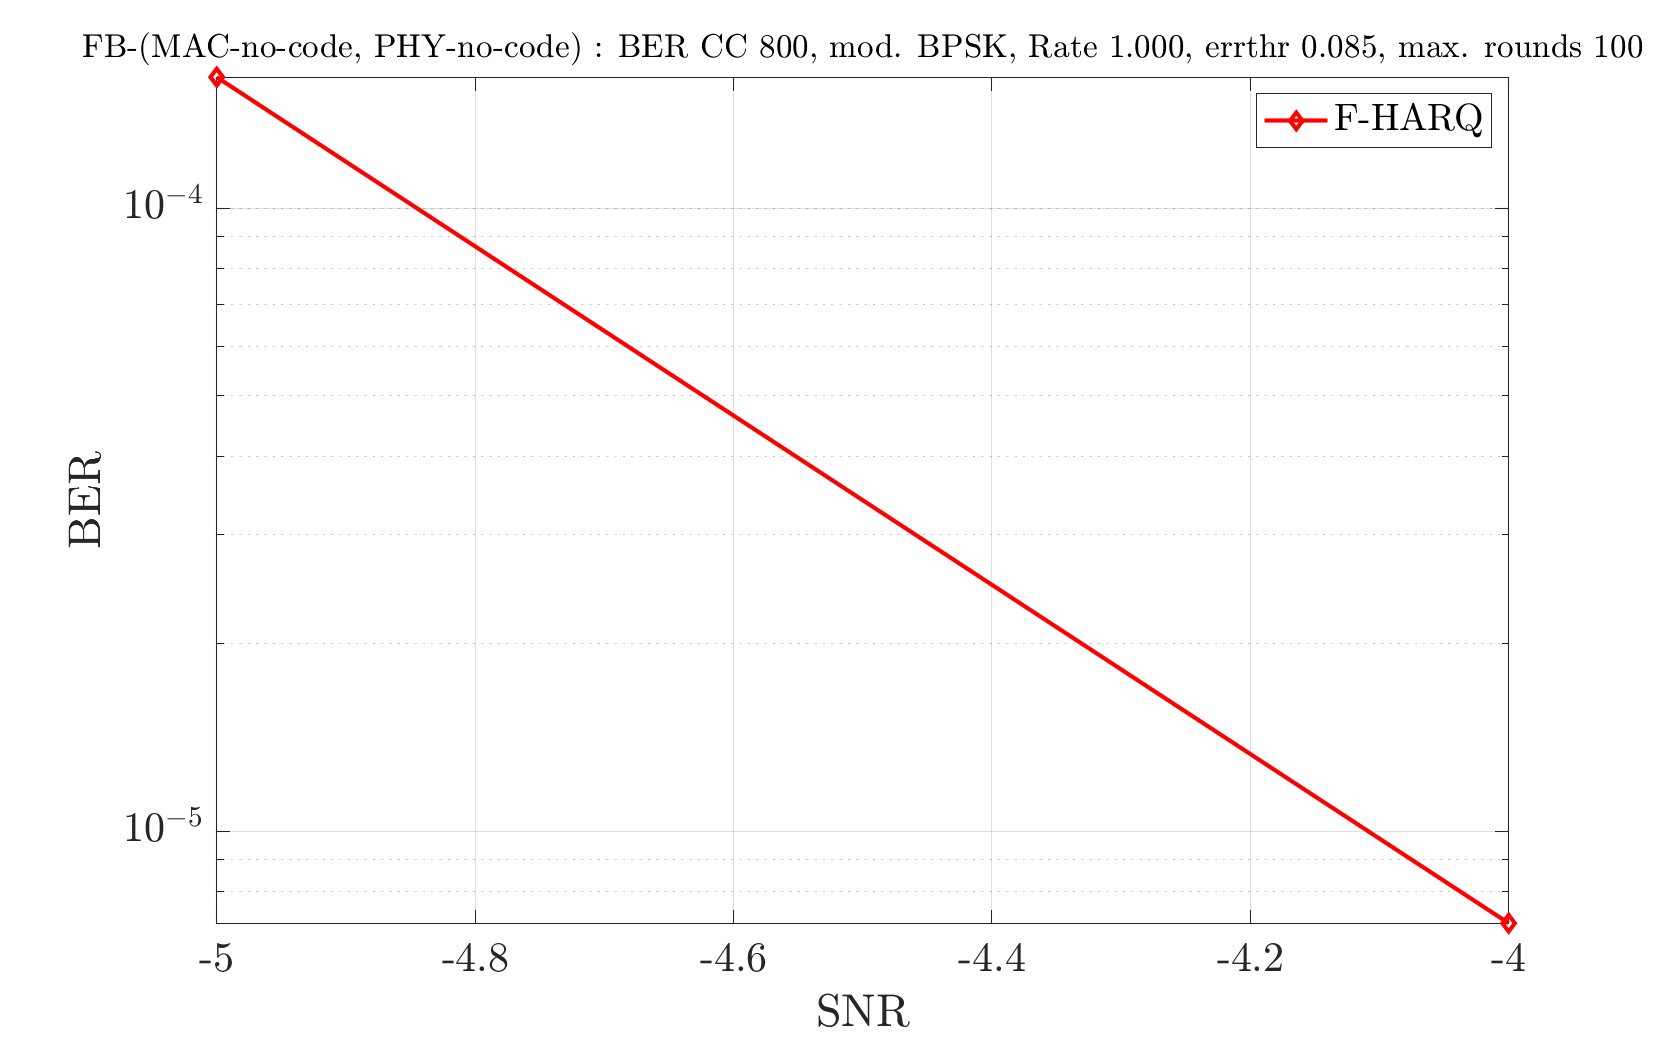 FB-(MAC-no-code, PHY-no-code) : BER CC 800, mod. BPSK, Rate 1.000, errthr 0.085, max. rounds 100
F-HARQ
10⁻⁴
BER
10⁻⁵
-5 -4.8 -4.6 -4.4 -4.2 -4
SNR